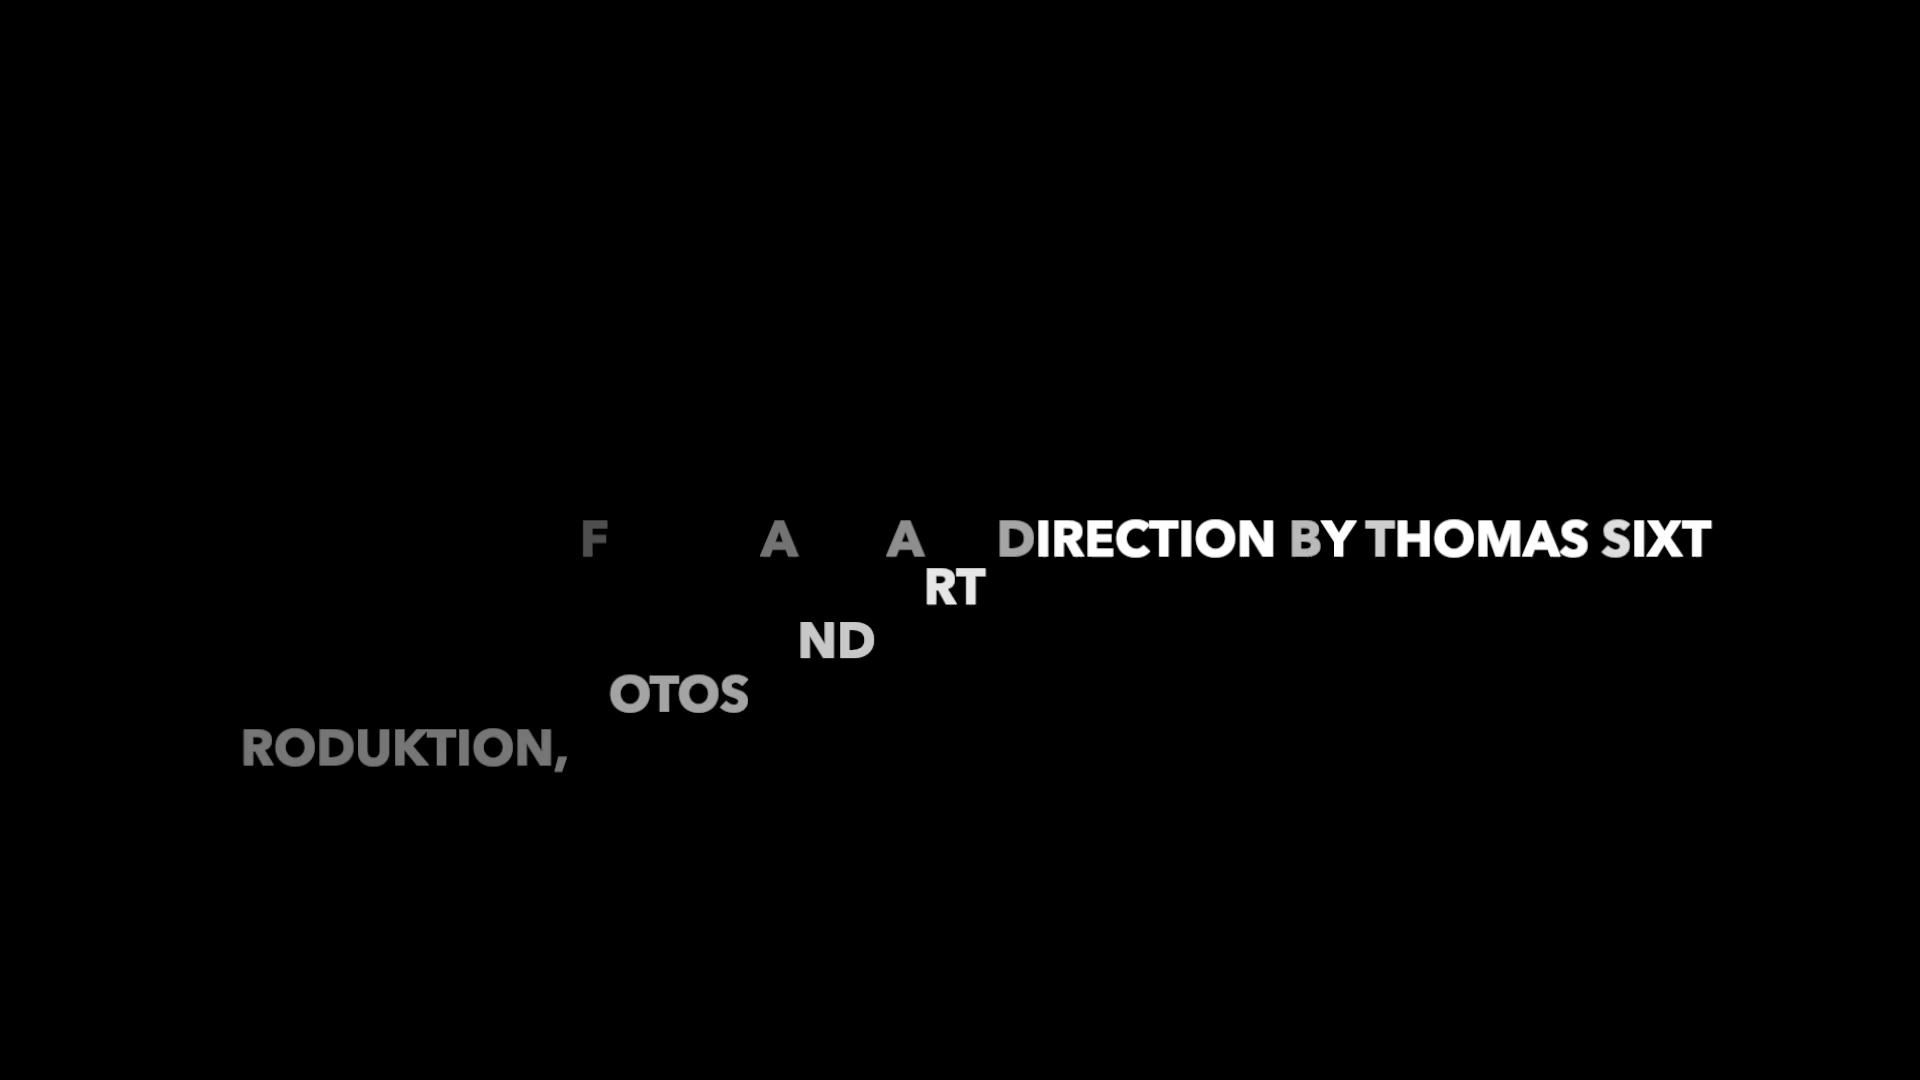 F A A DIRECTION BY THOMAS SIXT
RT
ND
OTOS
RODUKTION,